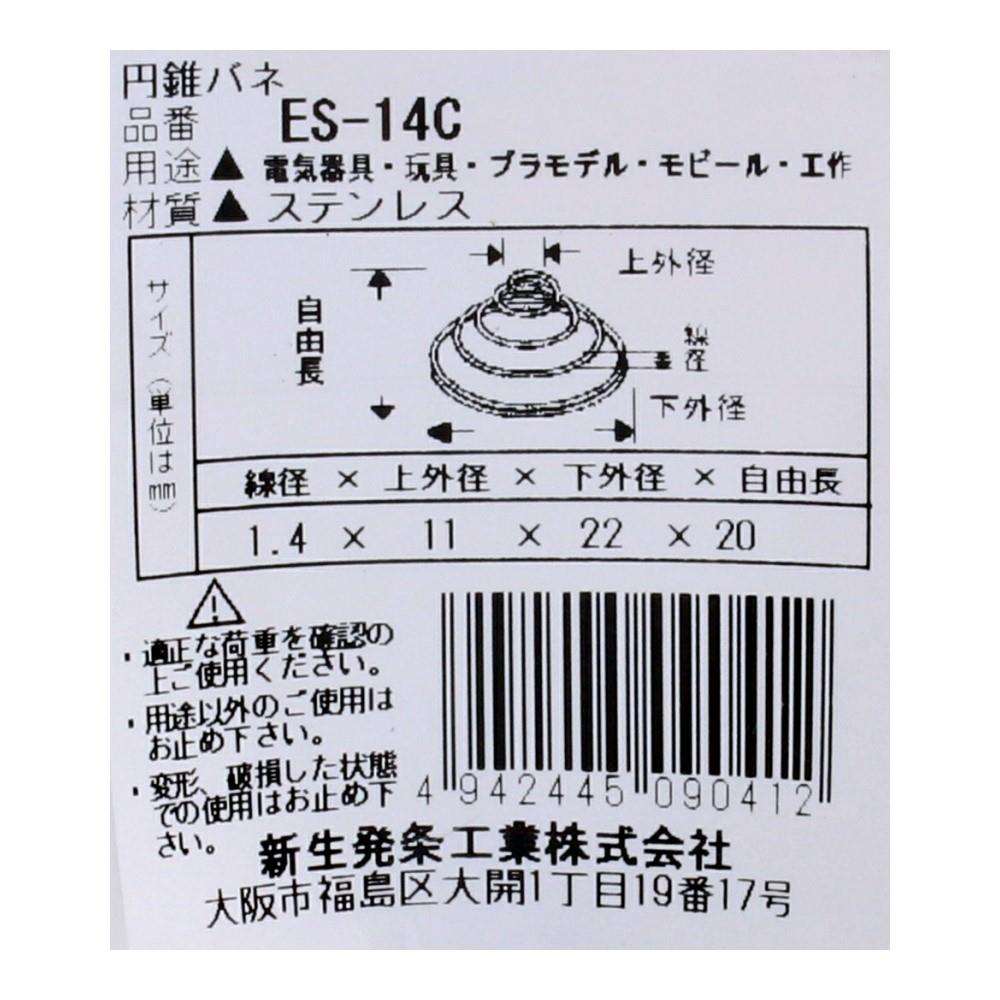 円錐バネ
品番 ES-14C
用途▲電気器具・玩具・プラモデル・モビール・工作
材質▲ステンレス
サイズ(単位はmm)
上外径
自由長
線径
下外径
線径 × 上外径 × 下外径 × 自由長
1.4 × 11 × 22 × 20
・適正な荷重を確認の
上ご使用ください。
・用途以外のご使用は
お止め下さい。
・変形、破損した状態
での使用はお止め下
さい。
4 942445 090412
新生発条工業株式会社
大阪市福島区大開1丁目19番17号